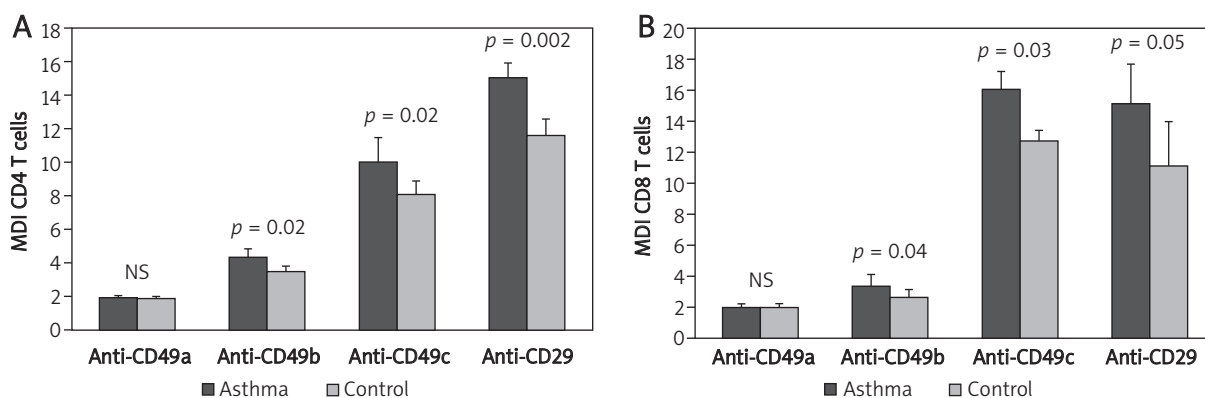 A
MDI CD4 T cells
18
16
14
12
10
8
6
4
2
0
NS
p = 0.02
p = 0.02
p = 0.002
Anti-CD49a Anti-CD49b Anti-CD49c Anti-CD29
Asthma Control
B
MDI CD8 T cells
20
18
16
14
12
10
8
6
4
2
0
NS
p = 0.04
p = 0.03
p = 0.05
Anti-CD49a Anti-CD49b Anti-CD49c Anti-CD29
Asthma Control